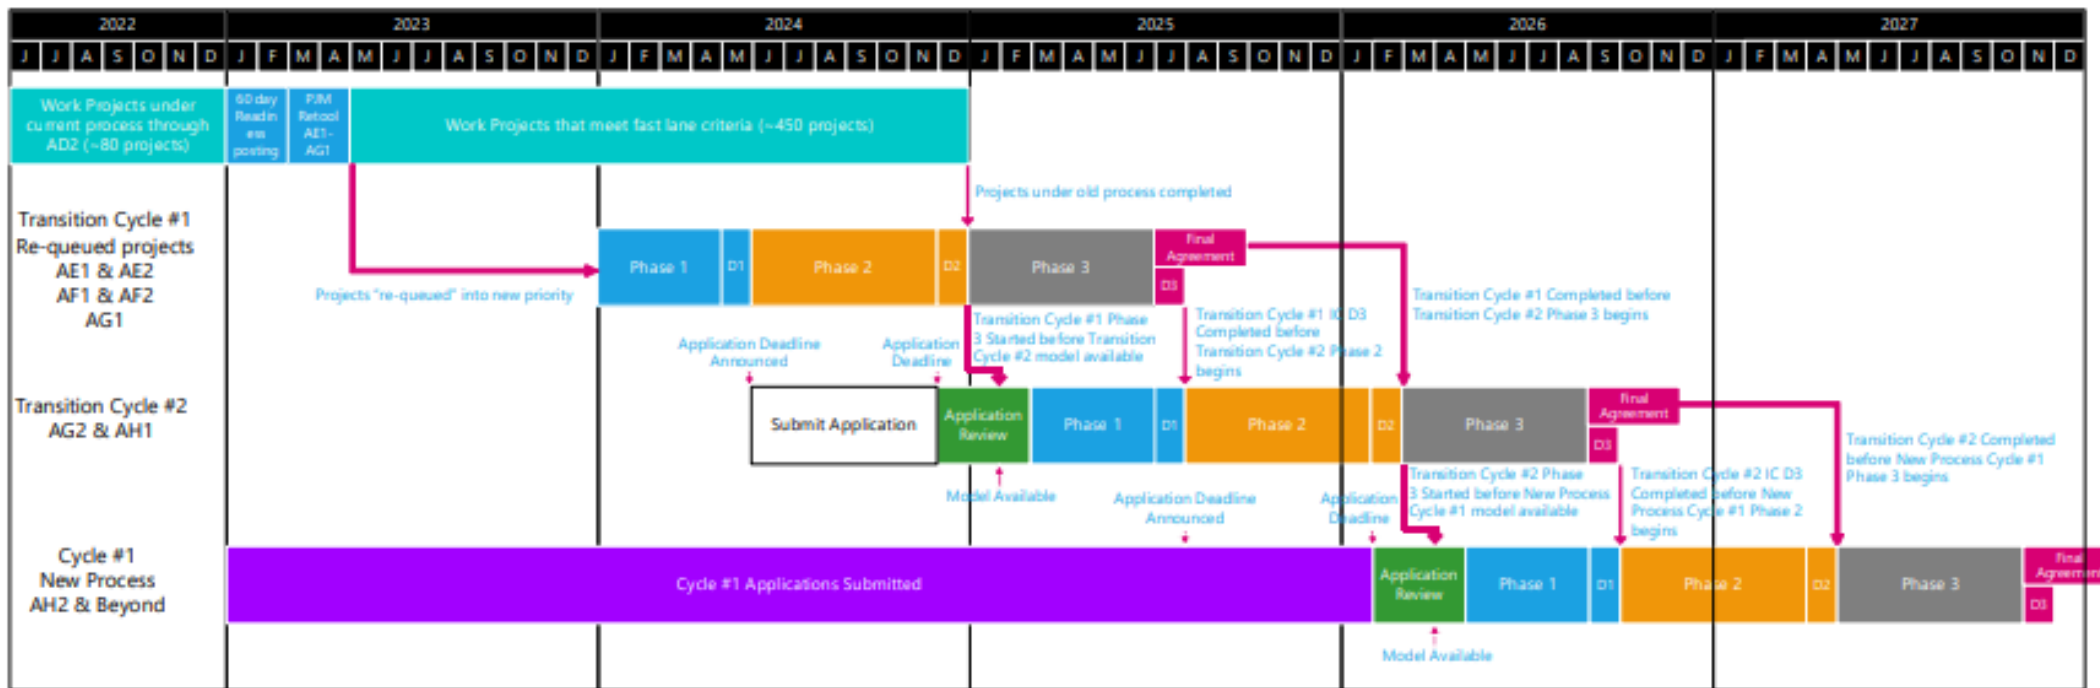 2022 2023 2024 2025 2026 2027
J J A S O N D J F M A M J J A S O N D J F M A M J J A S O N D J F M A M J J A S O N D J F M A M J J A S O N D J F M A M J J A S O N D
Work Projects under
current process through
AD2 (~80 projects)
60 day
Readin
ess
posting
PJM
Retool
AE1-
AG1
Work Projects that meet fast lane criteria (~450 projects)
Projects under old process completed
Transition Cycle #1
Re-queued projects
AE1 & AE2
AF1 & AF2
AG1
Projects "re-queued" into new priority
Phase 1
D1
Phase 2
D2
Phase 3
Final
Agreement
D3
Transition Cycle #1 Phase
3 Started before Transition
Cycle #2 model available
Transition Cycle #1 IC D3
Completed before
Transition Cycle #2 Phase 2
begins
Transition Cycle #1 Completed before
Transition Cycle #2 Phase 3 begins
Application Deadline
Announced
Application
Deadline
Transition Cycle #2
AG2 & AH1
Submit Application
Application
Review
Phase 1
D1
Phase 2
D2
Phase 3
Final
Agreement
D3
Model Available
Application Deadline
Announced
Application
Deadline
Transition Cycle #2 Phase
3 Started before New Process
Cycle #1 model available
Transition Cycle #2 IC D3
Completed before New
Process Cycle #1 Phase 2
begins
Transition Cycle #2 Completed
before New Process Cycle #1
Phase 3 begins
Cycle #1
New Process
AH2 & Beyond
Cycle #1 Applications Submitted
Application
Review
Phase 1
D1
Phase 2
D2
Phase 3
Final
Agreemen
D3
Model Available